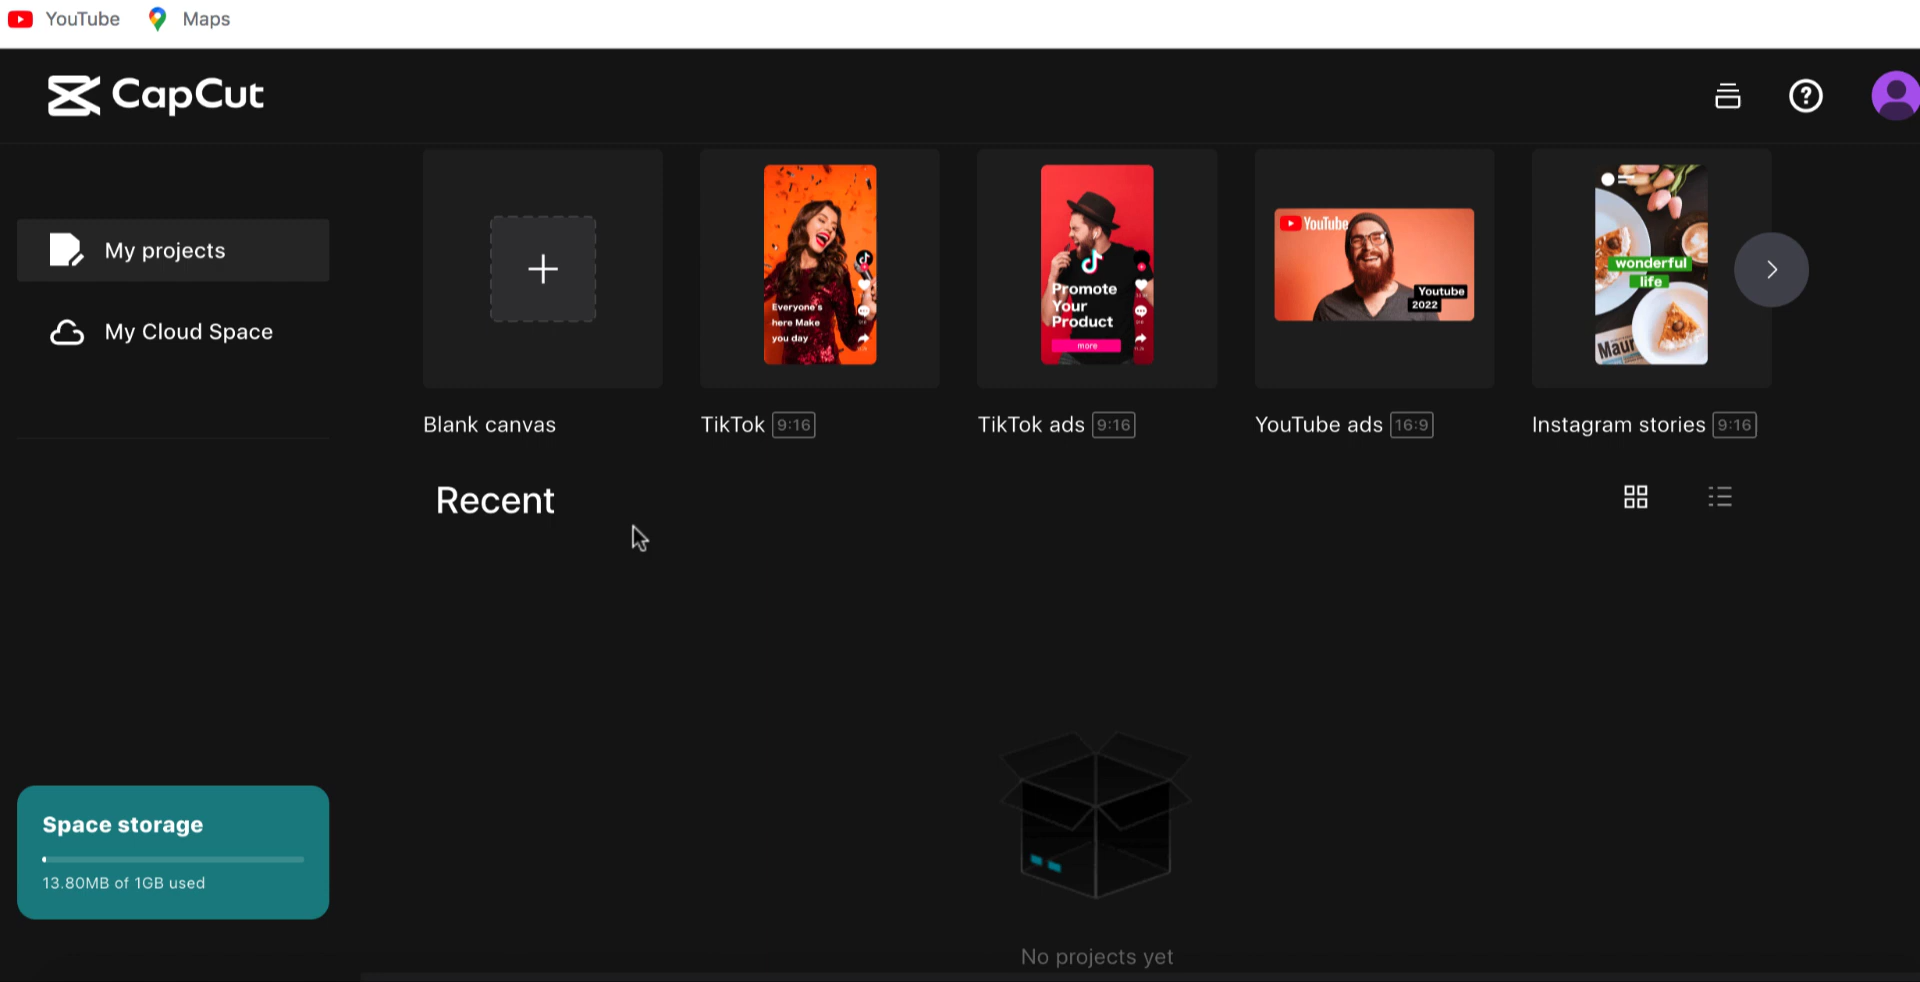 YouTube Maps
CapCut
My projects
My Cloud Space
Everyone's
here Make
you day
Promote
Your
Product
more
YouTube
Youtube
2022
wonderful
life
Maur
Blank canvas
TikTok 9:16
TikTok ads 9:16
YouTube ads 16:9
Instagram stories 9:16
Recent
Space storage
13.80MB of 1GB used
No projects yet